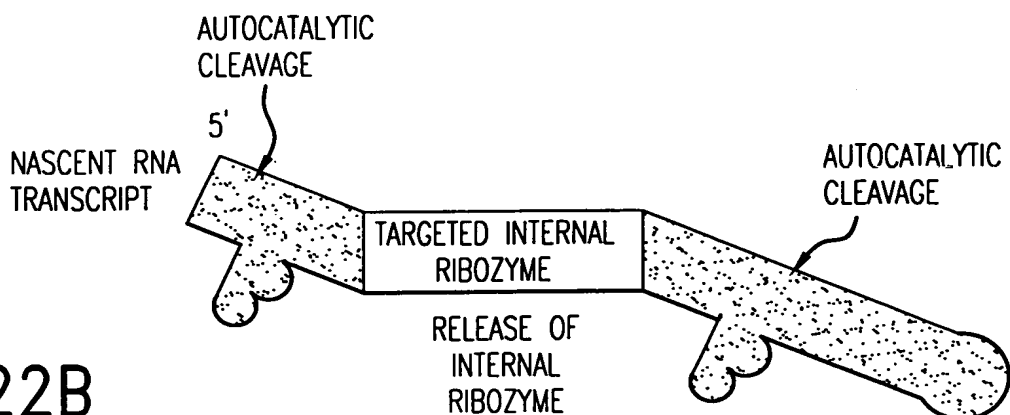 AUTOCATALYTIC
CLEAVAGE
5'
NASCENT RNA
TRANSCRIPT
AUTOCATALYTIC
CLEAVAGE
TARGETED INTERNAL
RIBOZYME
RELEASE OF
INTERNAL
RIBOZYME
22B